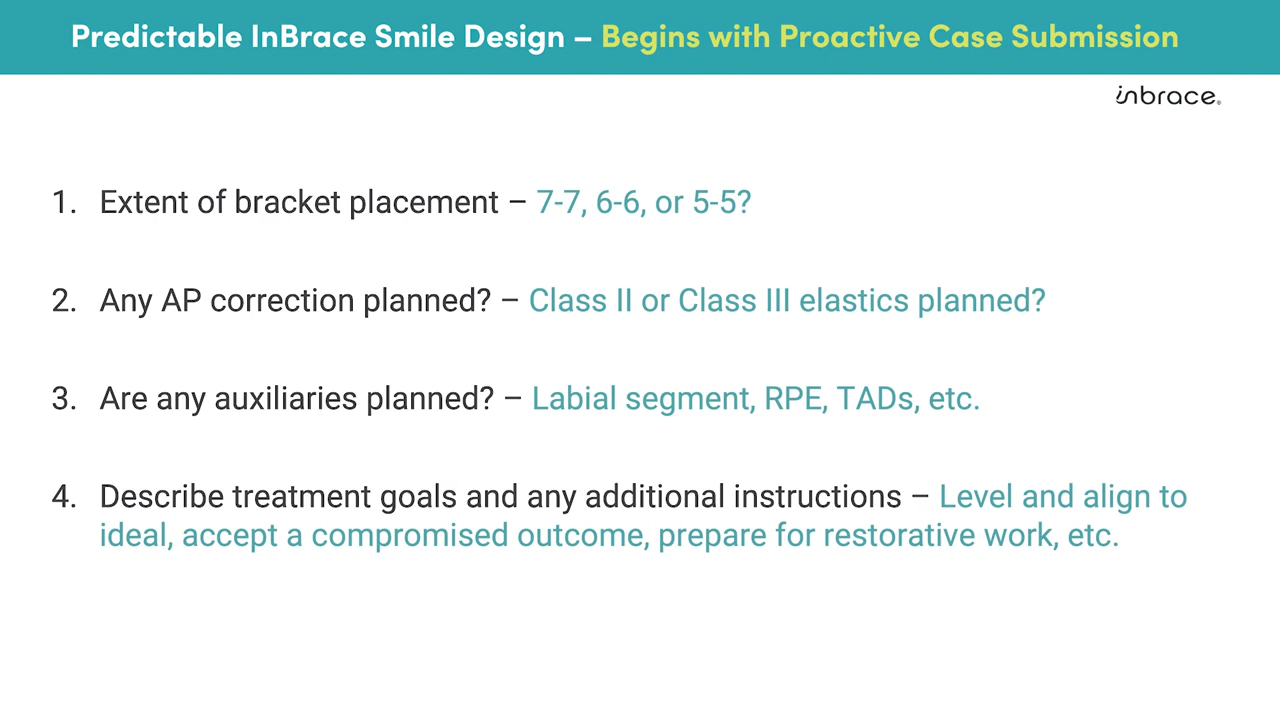 Predictable InBrace Smile Design – Begins with Proactive Case Submission
inbrace®
1. Extent of bracket placement – 7-7, 6-6, or 5-5?
2. Any AP correction planned? – Class II or Class III elastics planned?
3. Are any auxiliaries planned? – Labial segment, RPE, TADs, etc.
4. Describe treatment goals and any additional instructions – Level and align to
ideal, accept a compromised outcome, prepare for restorative work, etc.